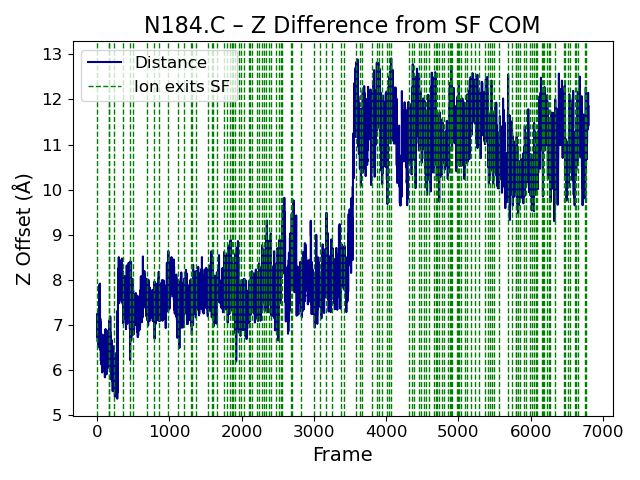 N184.C – Z Difference from SF COM
Distance
Ion exits SF
Z Offset (Å)
13
12
11
10
9
8
7
6
5
0 1000 2000 3000 4000 5000 6000 7000
Frame